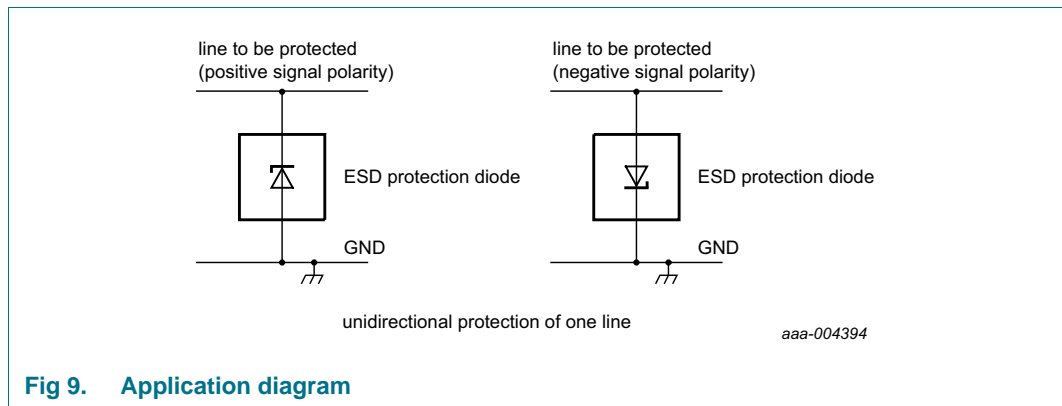 line to be protected
(positive signal polarity)
ESD protection diode
GND
line to be protected
(negative signal polarity)
ESD protection diode
GND
unidirectional protection of one line
aaa-004394
Fig 9. Application diagram